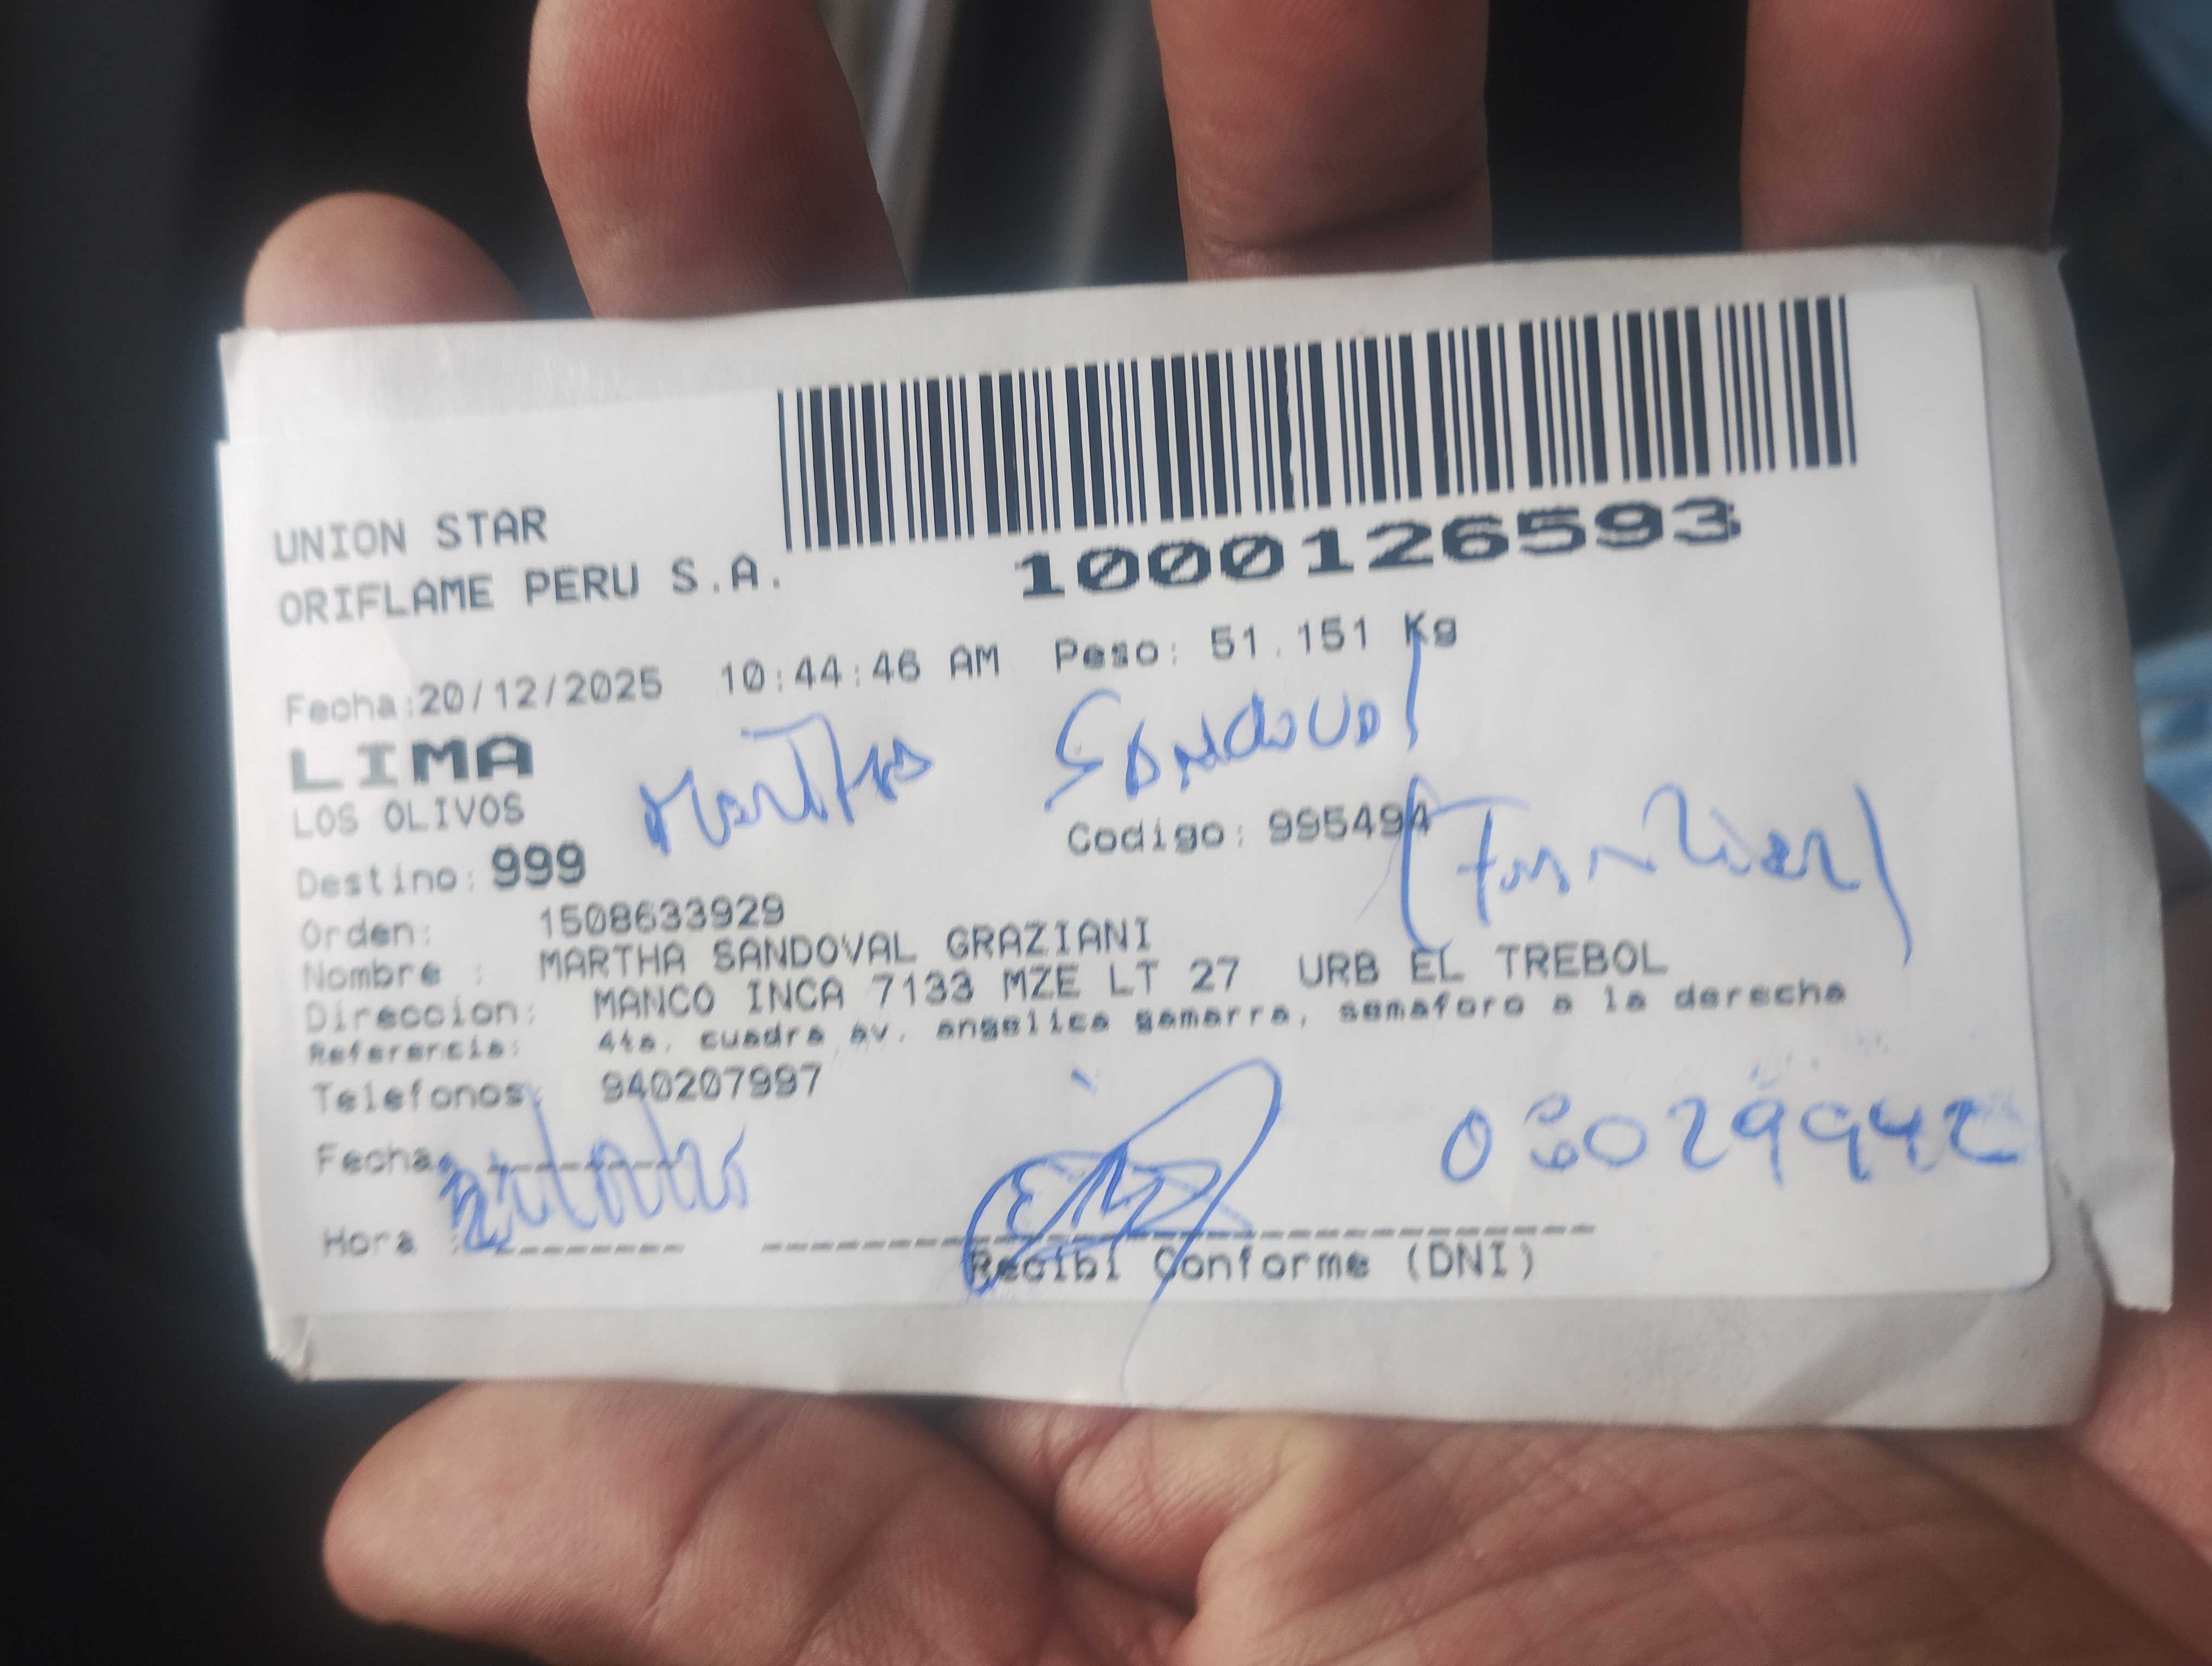 UNION STAR
ORIFLAME PERU S.A.
1000126593
Fecha:20/12/2025 10:44:46 AM Peso: 51.151 Kg
LIMA
Martha Sandoval
LOS OLIVOS
Codigo: 995494
Destino: 999
Orden: 1508633929
Nombre : MARTHA SANDOVAL GRAZIANI
Direccion: MANCO INCA 7133 MZE LT 27 URB EL TREBOL
Referencia: 4ta. cuadra av. angelica gamarra, semaforo a la derecha
Telefonos: 940207997
Fecha
Hora :
Recibi Conforme (DNI)